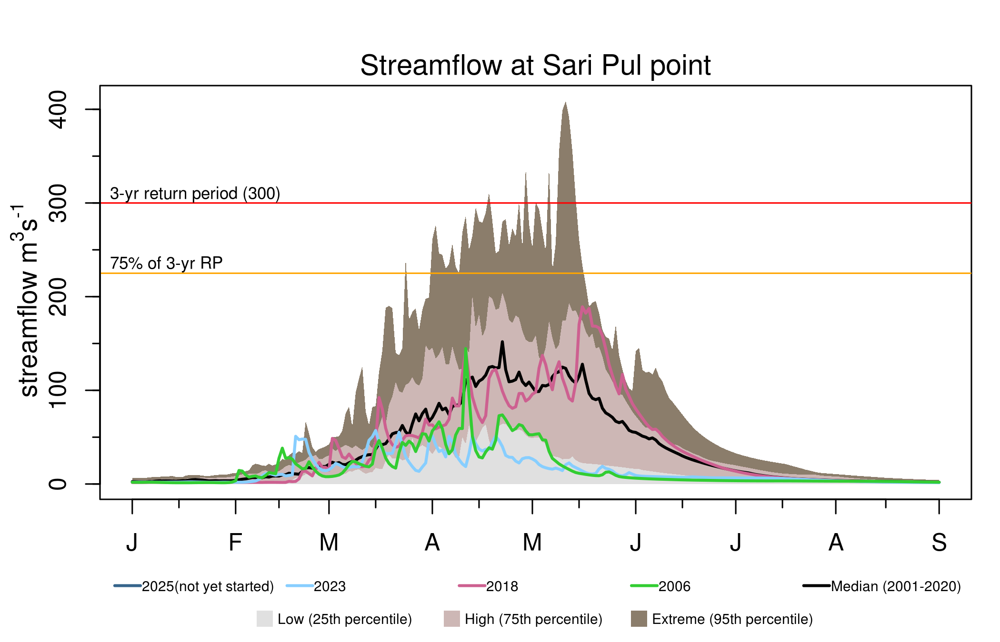 Streamflow at Sari Pul point
streamflow m³s⁻¹
400
300
200
100
0
3-yr return period (300)
75% of 3-yr RP
J F M A M J J A S
2025(not yet started) 2023 2018 2006 Median (2001-2020)
Low (25th percentile) High (75th percentile) Extreme (95th percentile)